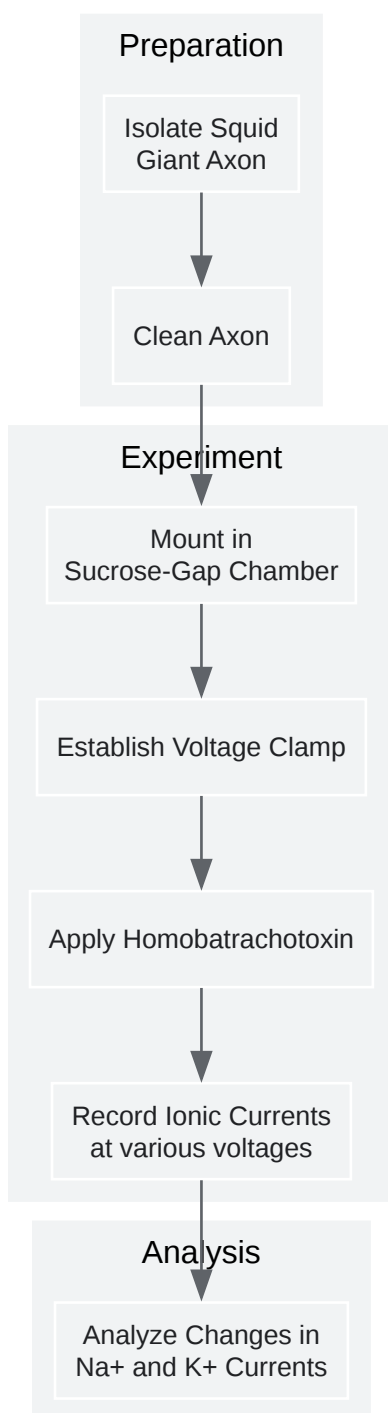 Preparation
Isolate Squid
Giant Axon
Clean Axon
Experiment
Mount in
Sucrose-Gap Chamber
Establish Voltage Clamp
Apply Homobatrachotoxin
Record Ionic Currents
at various voltages
Analysis
Analyze Changes in
Na+ and K+ Currents